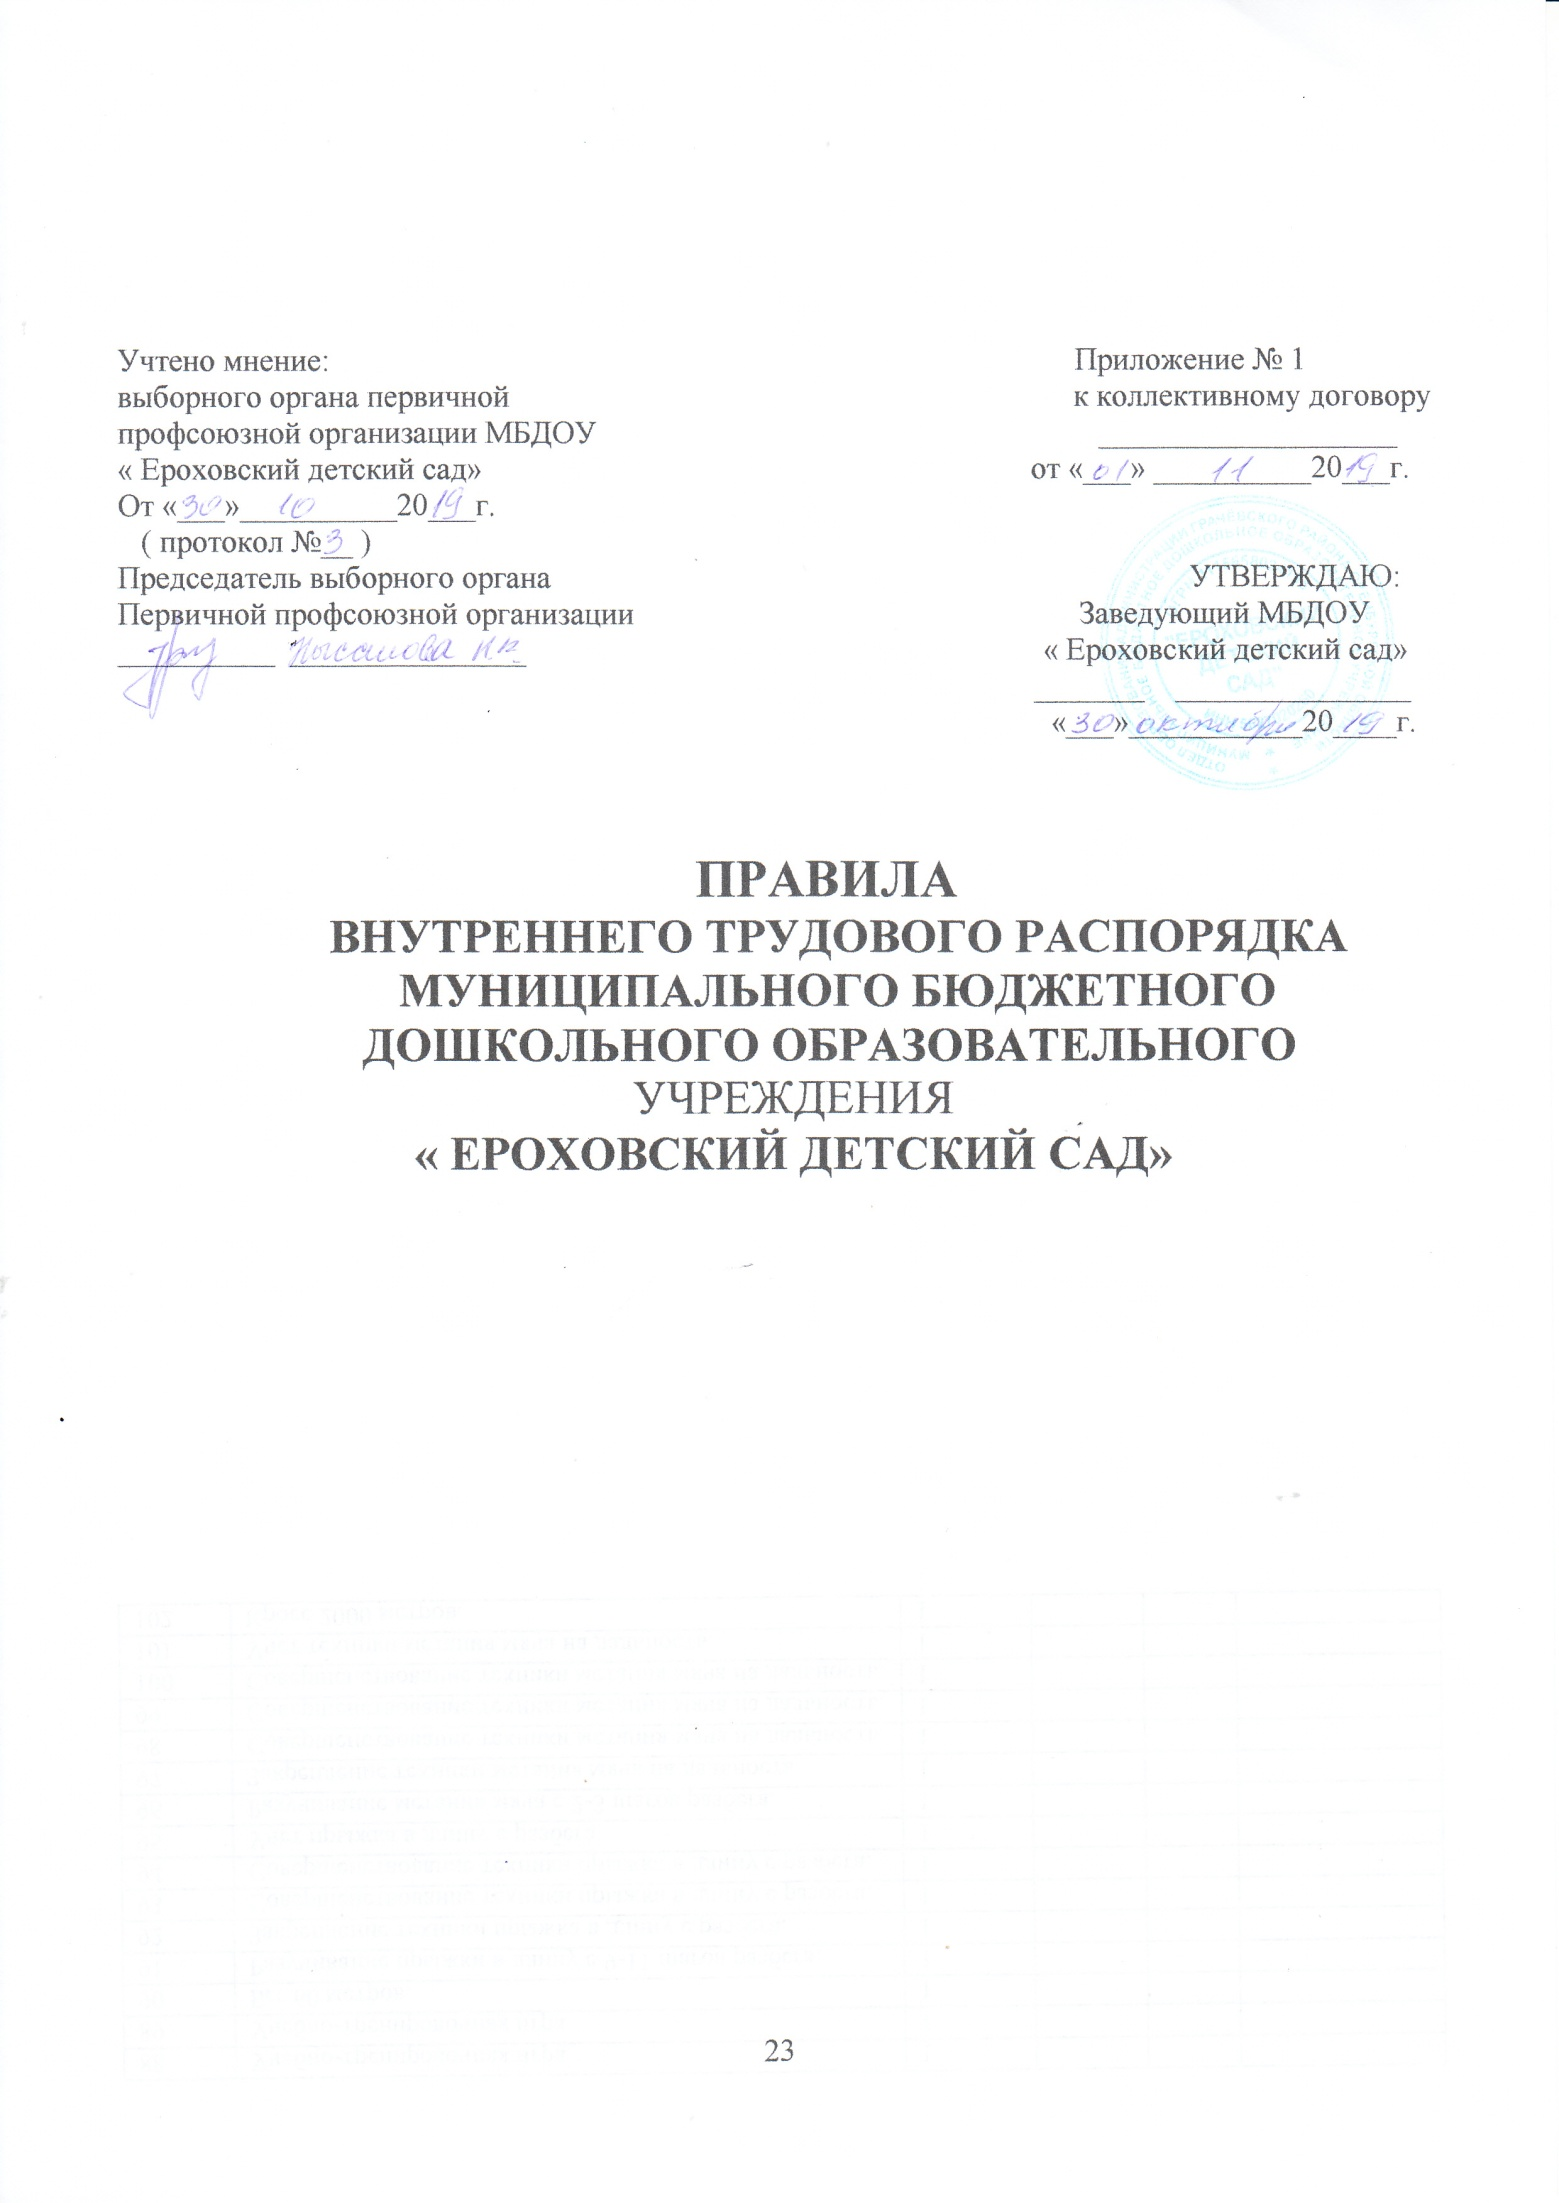 Учтено мнение:
выборного органа первичной
профсоюзной организации МБДОУ
« Ероховский детский сад»
От «30» 10 2019 г.
( протокол №3 )
Председатель выборного органа
Первичной профсоюзной организации
Приложение № 1
к коллективному договору
от «01» 11 2019 г.
УТВЕРЖДАЮ:
Заведующий МБДОУ
« Ероховский детский сад»
«30» октября 2019 г.
ПРАВИЛА
ВНУТРЕННЕГО ТРУДОВОГО РАСПОРЯДКА
МУНИЦИПАЛЬНОГО БЮДЖЕТНОГО
ДОШКОЛЬНОГО ОБРАЗОВАТЕЛЬНОГО
УЧРЕЖДЕНИЯ
« ЕРОХОВСКИЙ ДЕТСКИЙ САД»
23